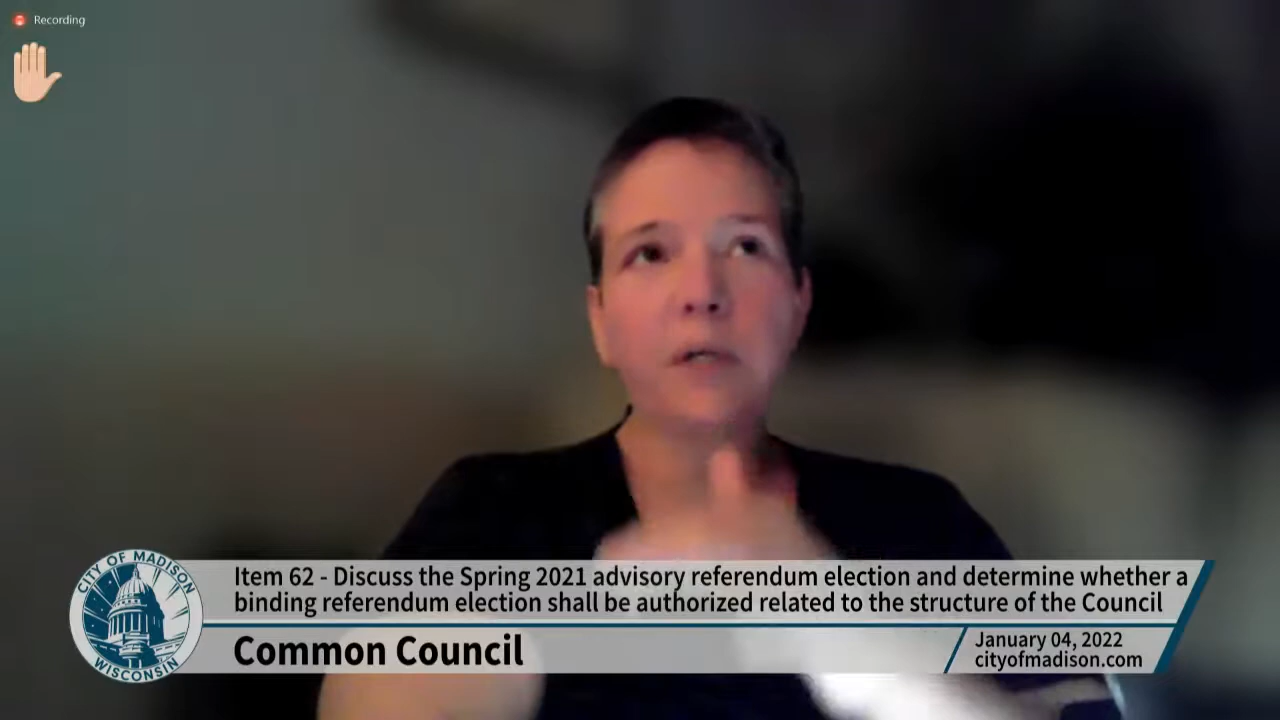 Recording
Item 62 - Discuss the Spring 2021 advisory referendum election and determine whether a
binding referendum election shall be authorized related to the structure of the Council
Common Council
January 04, 2022
cityofmadison.com
CITY OF MADISON
WISCONSIN